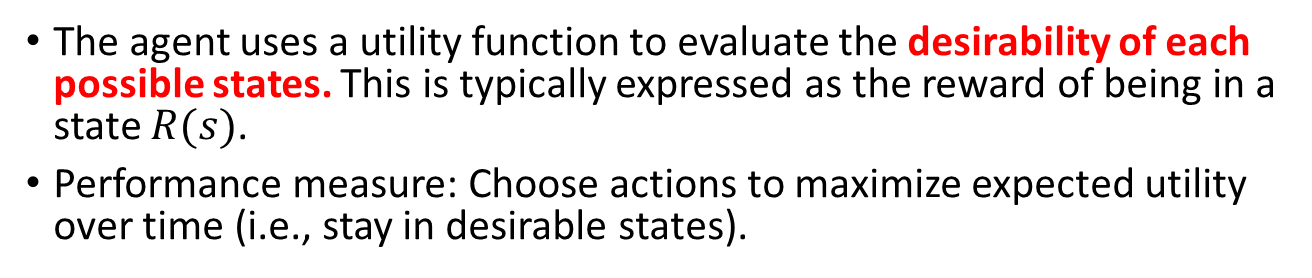 • The agent uses a utility function to evaluate the desirability of each
possible states. This is typically expressed as the reward of being in a
state R(s).
• Performance measure: Choose actions to maximize expected utility
over time (i.e., stay in desirable states).